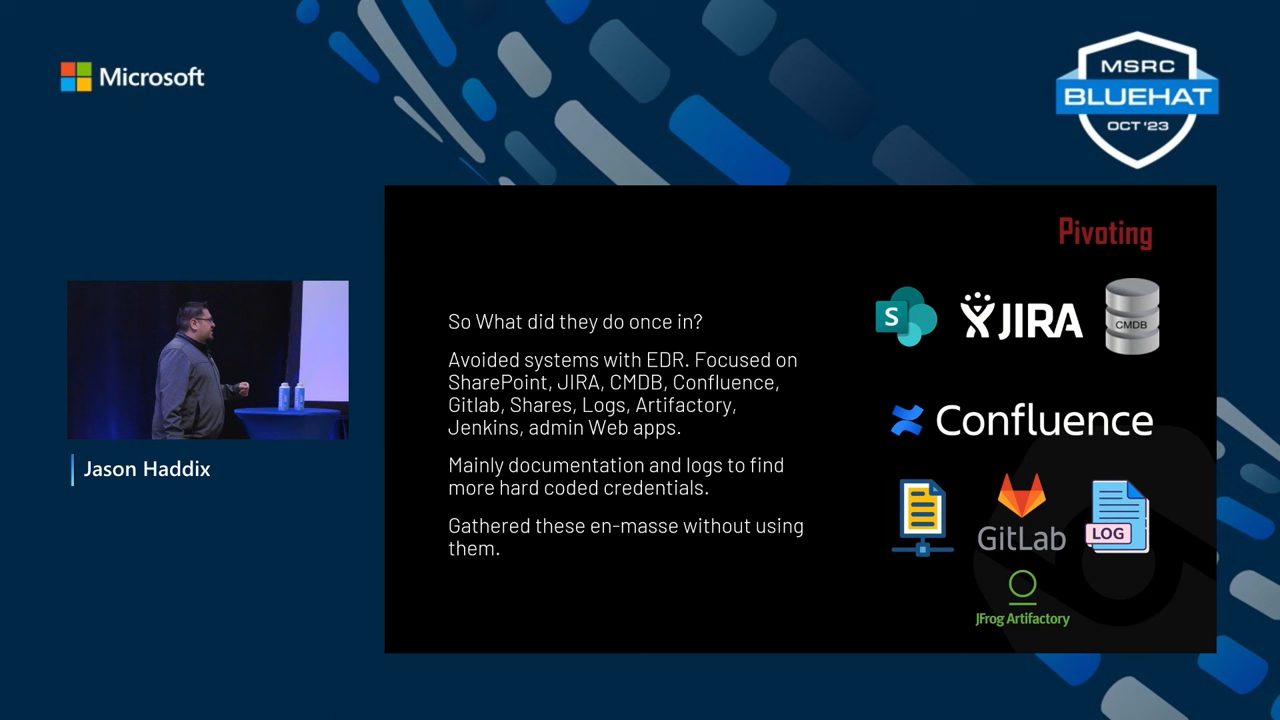 Microsoft
MSRC
BLUEHAT
OCT '23
Pivoting
So What did they do once in?
Avoided systems with EDR. Focused on
SharePoint, JIRA, CMDB, Confluence,
Gitlab, Shares, Logs, Artifactory,
Jenkins, admin Web apps.
Mainly documentation and logs to find
more hard coded credentials.
Gathered these en-masse without using
them.
S
JIRA
CMDB
Confluence
GitLab
LOG
JFrog Artifactory
Jason Haddix